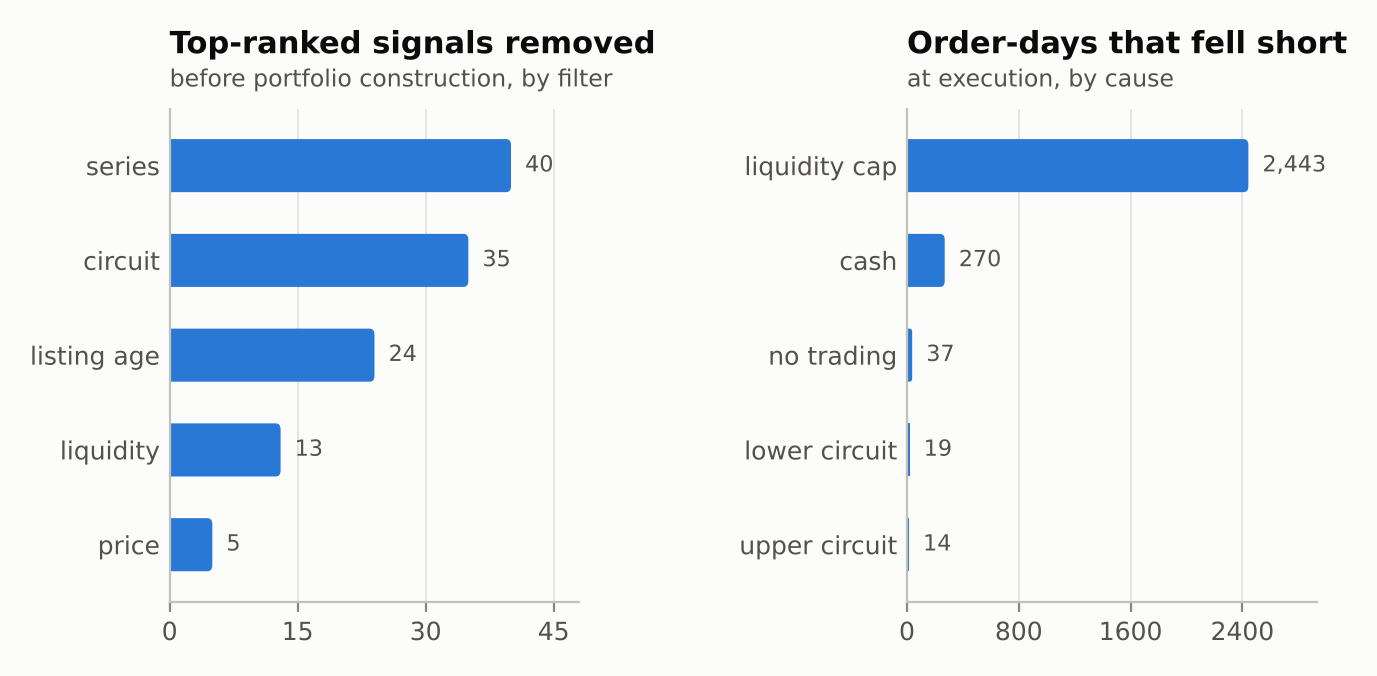 Top-ranked signals removed
before portfolio construction, by filter
series 40
circuit 35
listing age 24
liquidity 13
price 5
0 15 30 45
Order-days that fell short
at execution, by cause
liquidity cap 2,443
cash 270
no trading 37
lower circuit 19
upper circuit 14
0 800 1600 2400